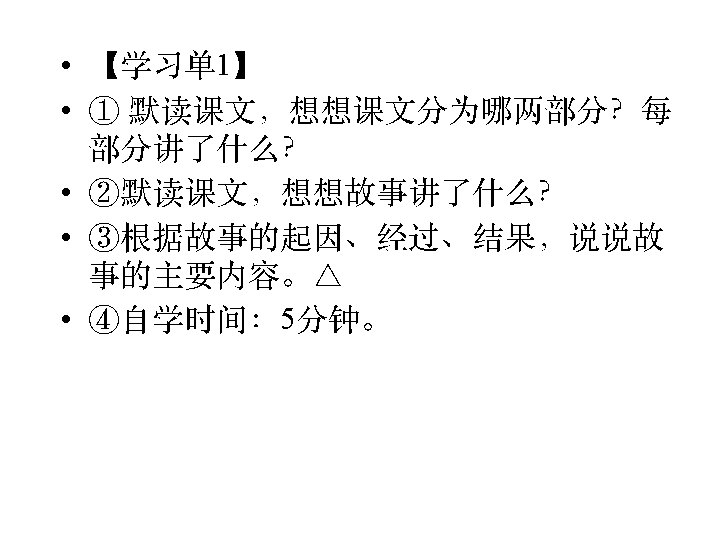 • 【学习单1】
• ① 默读课文，想想课文分为哪两部分？每
部分讲了什么？
• ②默读课文，想想故事讲了什么？
• ③根据故事的起因、经过、结果，说说故
事的主要内容。△
• ④自学时间：5分钟。